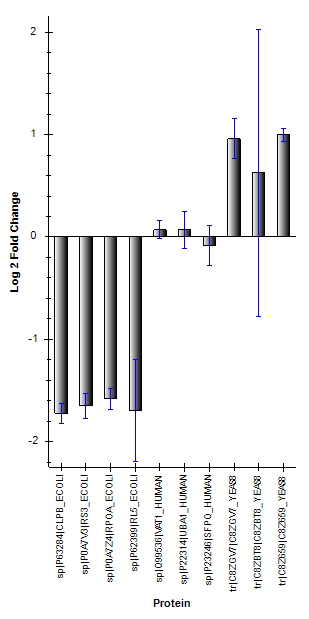 Log 2 Fold Change
2
1
0
-1
-2
sp|P63284|CLPB_ECOLI
sp|P0A7V3|RS3_ECOLI
sp|P0A7Z4|RPOA_ECOLI
sp|P62399|RL5_ECOLI
sp|Q99536|VAT1_HUMAN
sp|P22314|UBA1_HUMAN
sp|P23246|SFPQ_HUMAN
tr|C8ZGV7|C8ZGV7_YEAS8
tr|C8ZBT8|C8ZBT8_YEAS8
tr|C8Z659|C8Z659_YEAS8
Protein